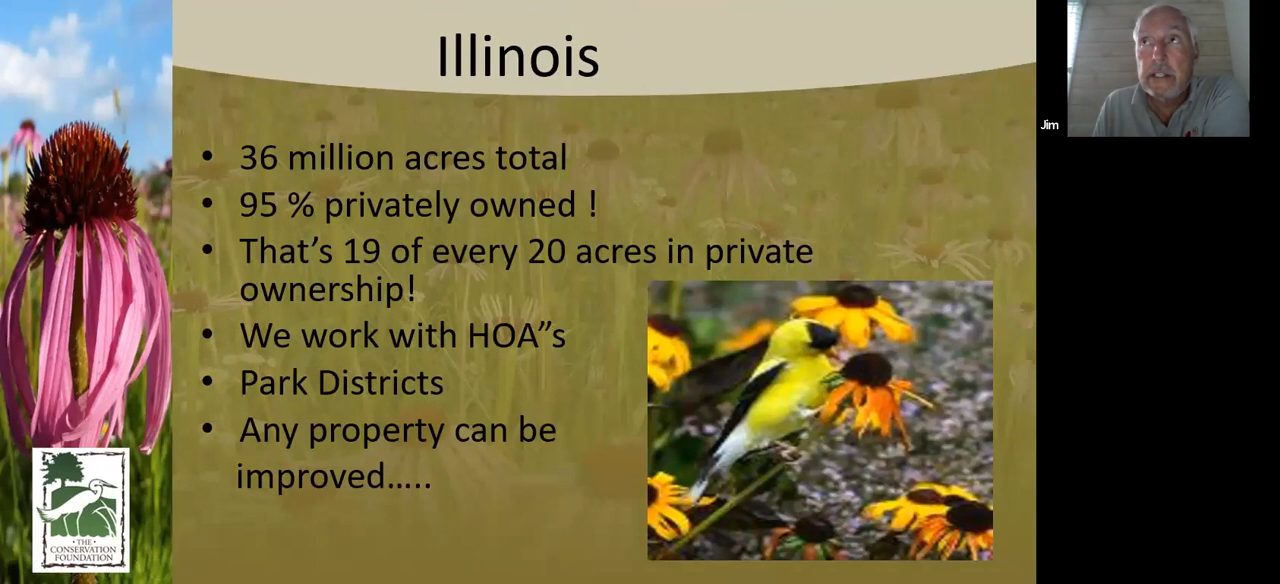 Illinois
• 36 million acres total
• 95 % privately owned !
• That’s 19 of every 20 acres in private
ownership!
• We work with HOA”s
• Park Districts
• Any property can be
improved…..
Jim
• THE •
CONSERVATION
FOUNDATION